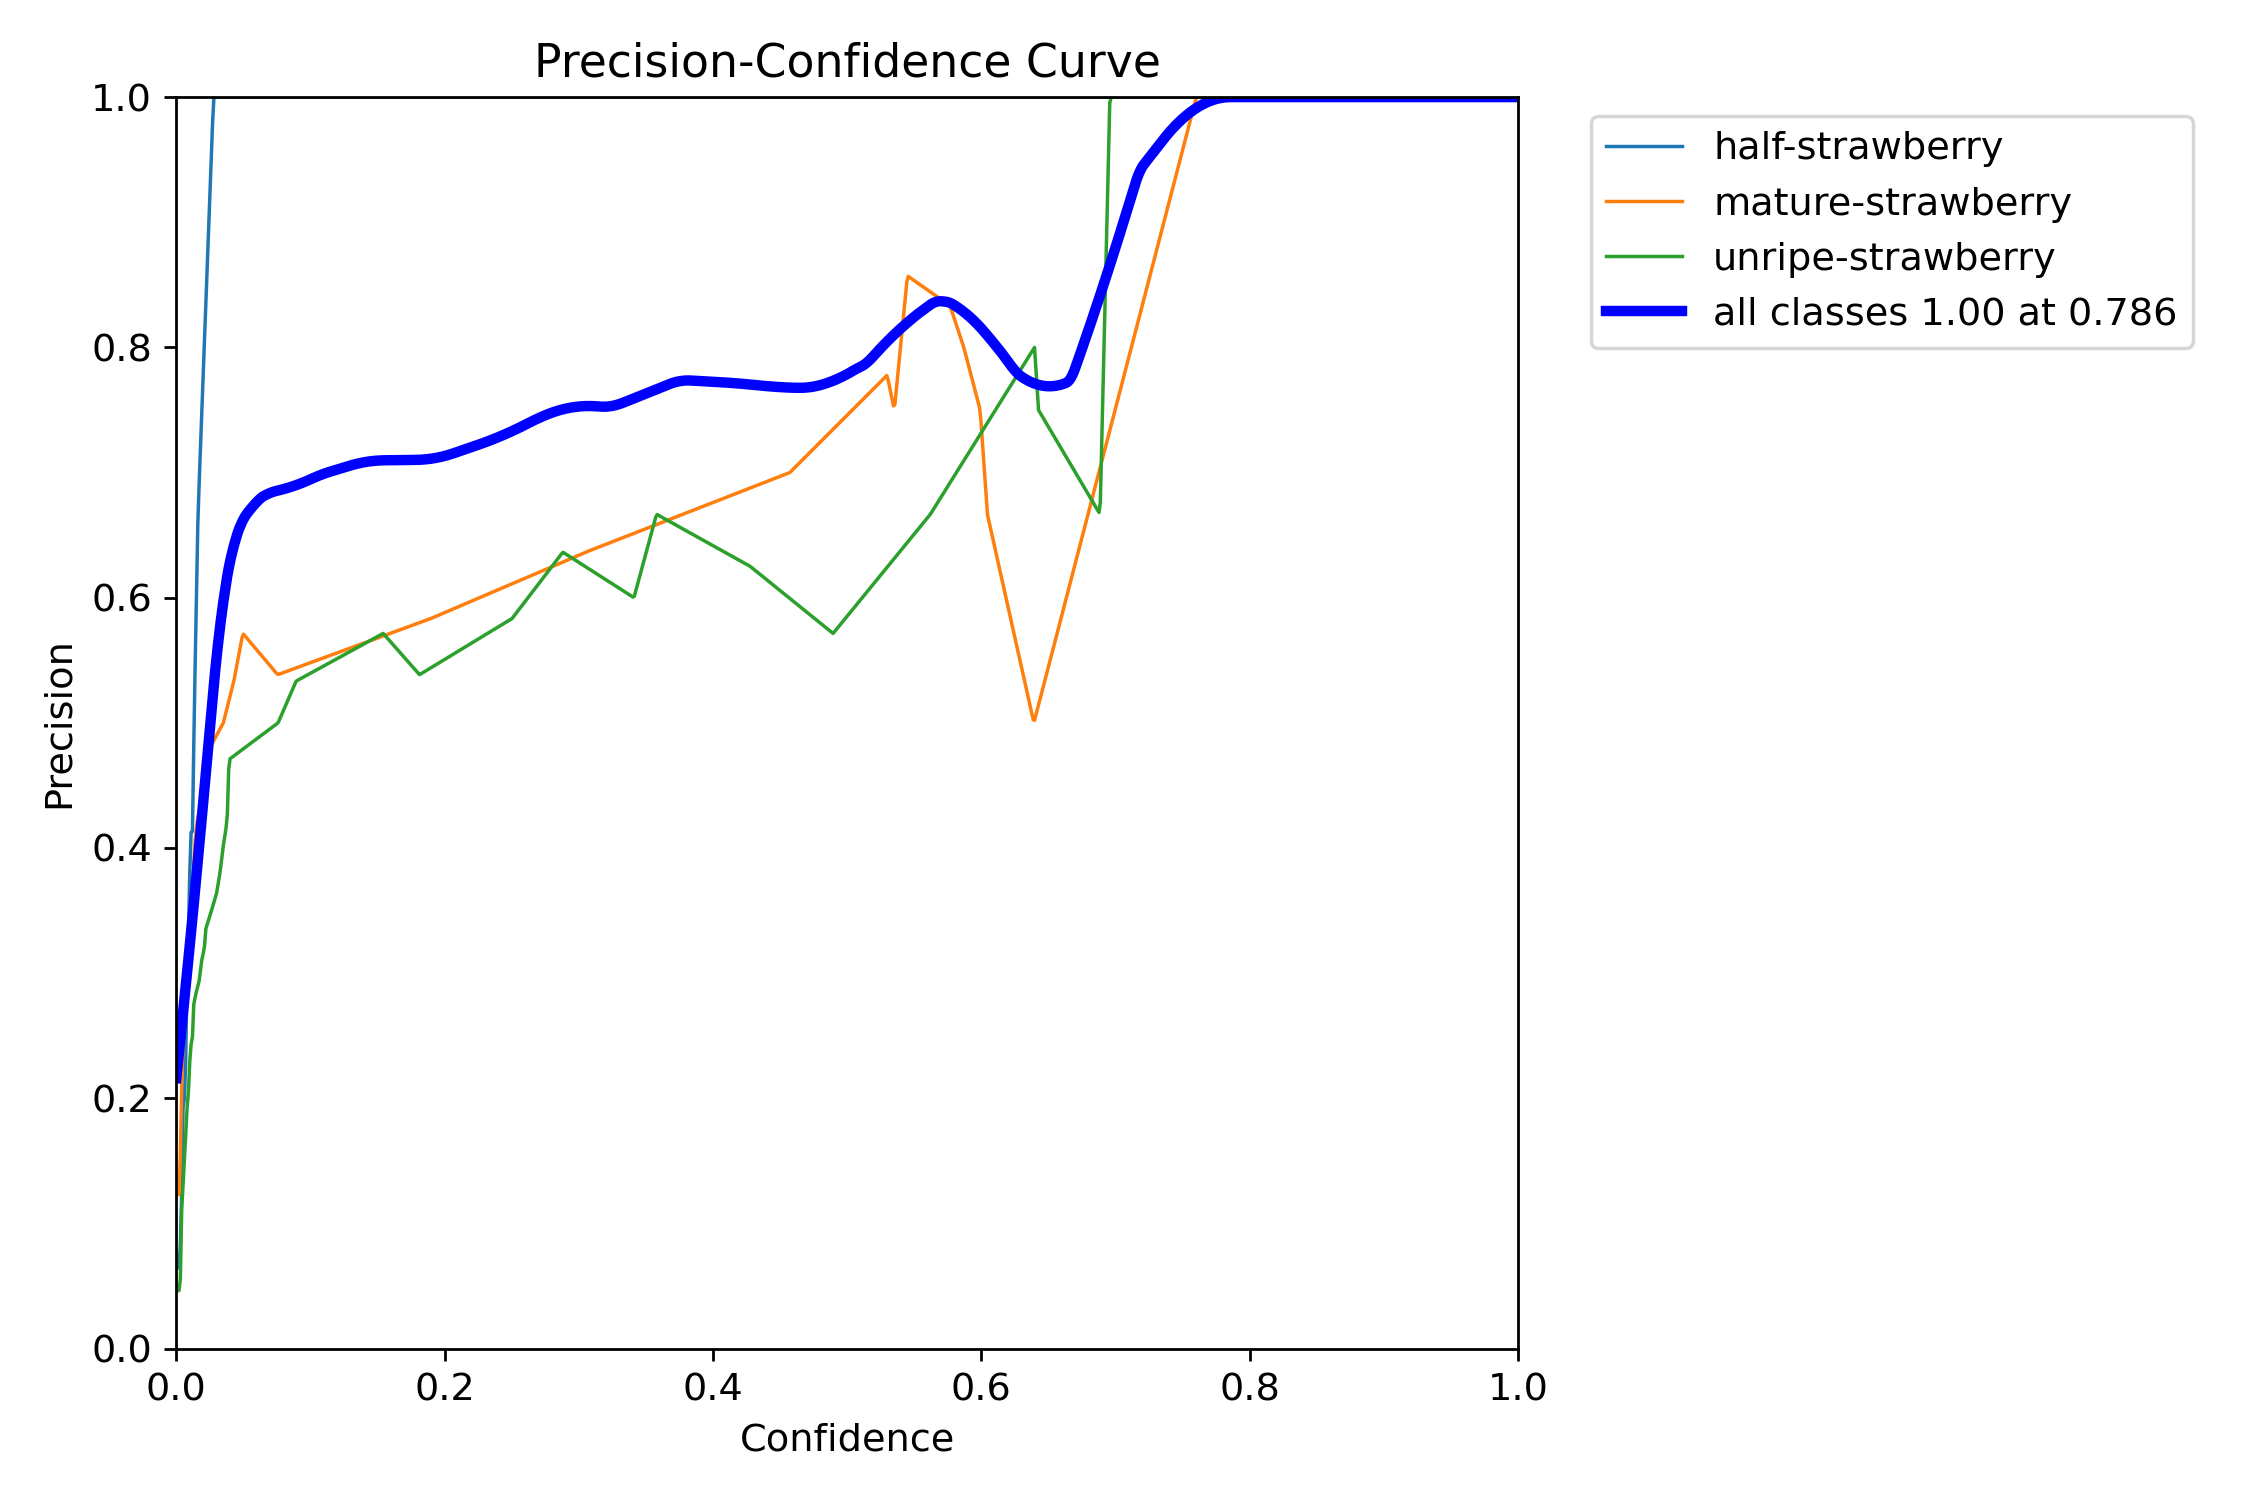 Precision-Confidence Curve
1.0
0.8
0.6
0.4
0.2
0.0
Precision
0.0 0.2 0.4 0.6 0.8 1.0
Confidence
half-strawberry
mature-strawberry
unripe-strawberry
all classes 1.00 at 0.786